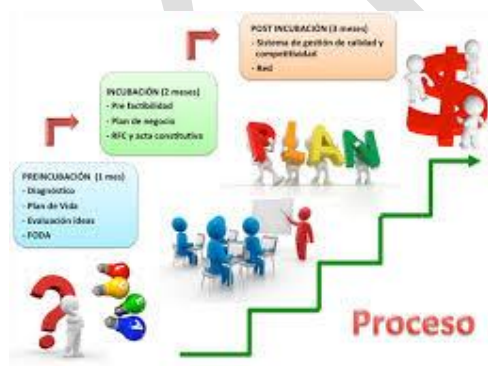 POST INCUBACIÓN (3 meses)
- Sistema de gestión de calidad y
competitividad
- Red
INCUBACIÓN (2 meses)
- Pre factibilidad
- Plan de negocio
- RFC y acta constitutiva
PREINCUBACIÓN (1 mes)
- Diagnóstico
- Plan de Vida
- Evaluación ideas
- FODA
PLAN
Proceso